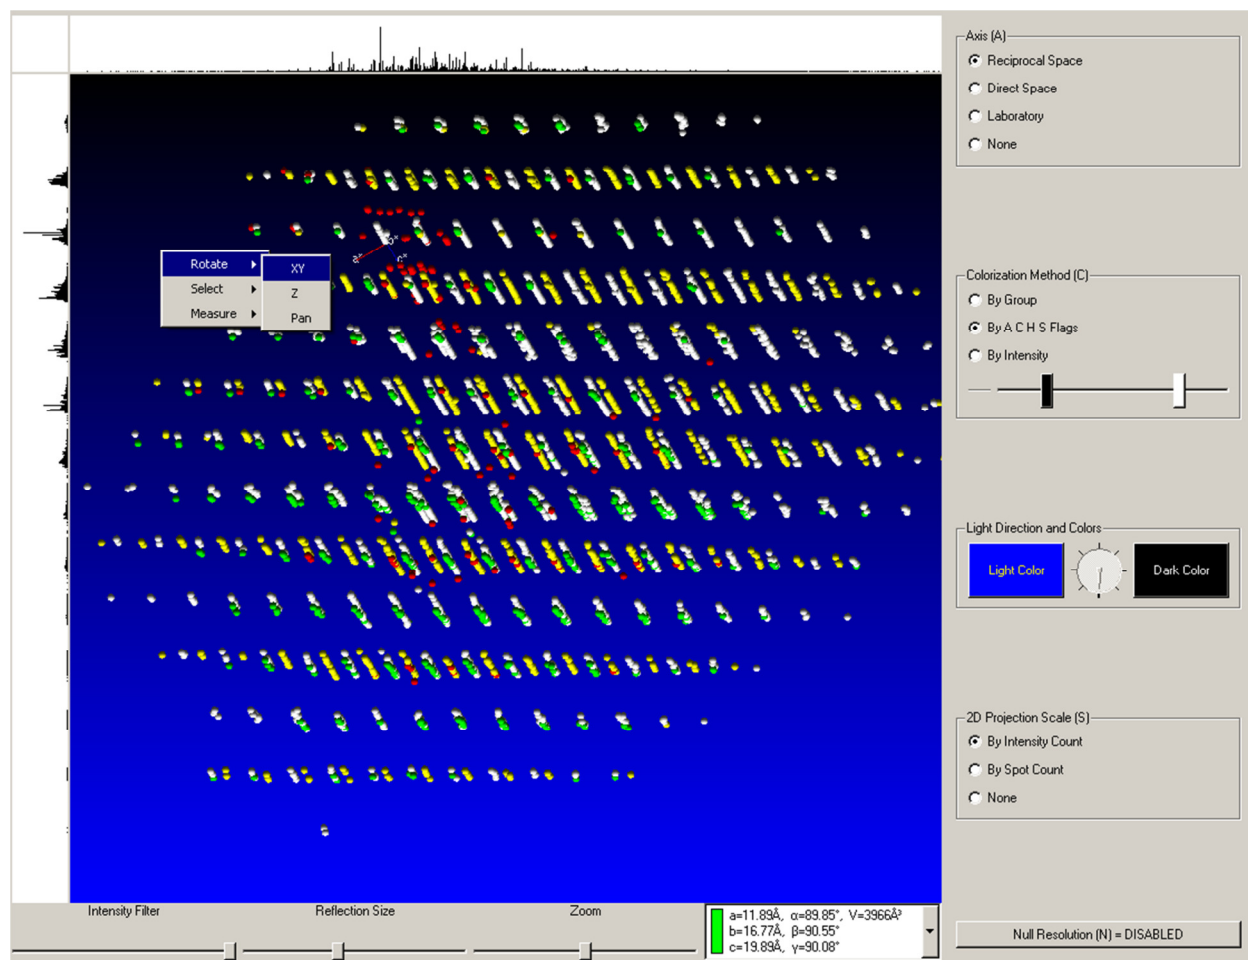 Axis (A)
Reciprocal Space
Direct Space
Laboratory
None
b*
a*
c*
Rotate
Select
Measure
XY
Z
Pan
Colorization Method (C)
By Group
By A C H S Flags
By Intensity
Light Direction and Colors
Light Color
Dark Color
2D Projection Scale (S)
By Intensity Count
By Spot Count
None
Intensity Filter
Reflection Size
Zoom
a=11.89Å, α=89.85°, V=3966Å³
b=16.77Å, β=90.55°
c=19.89Å, γ=90.08°
Null Resolution (N) = DISABLED